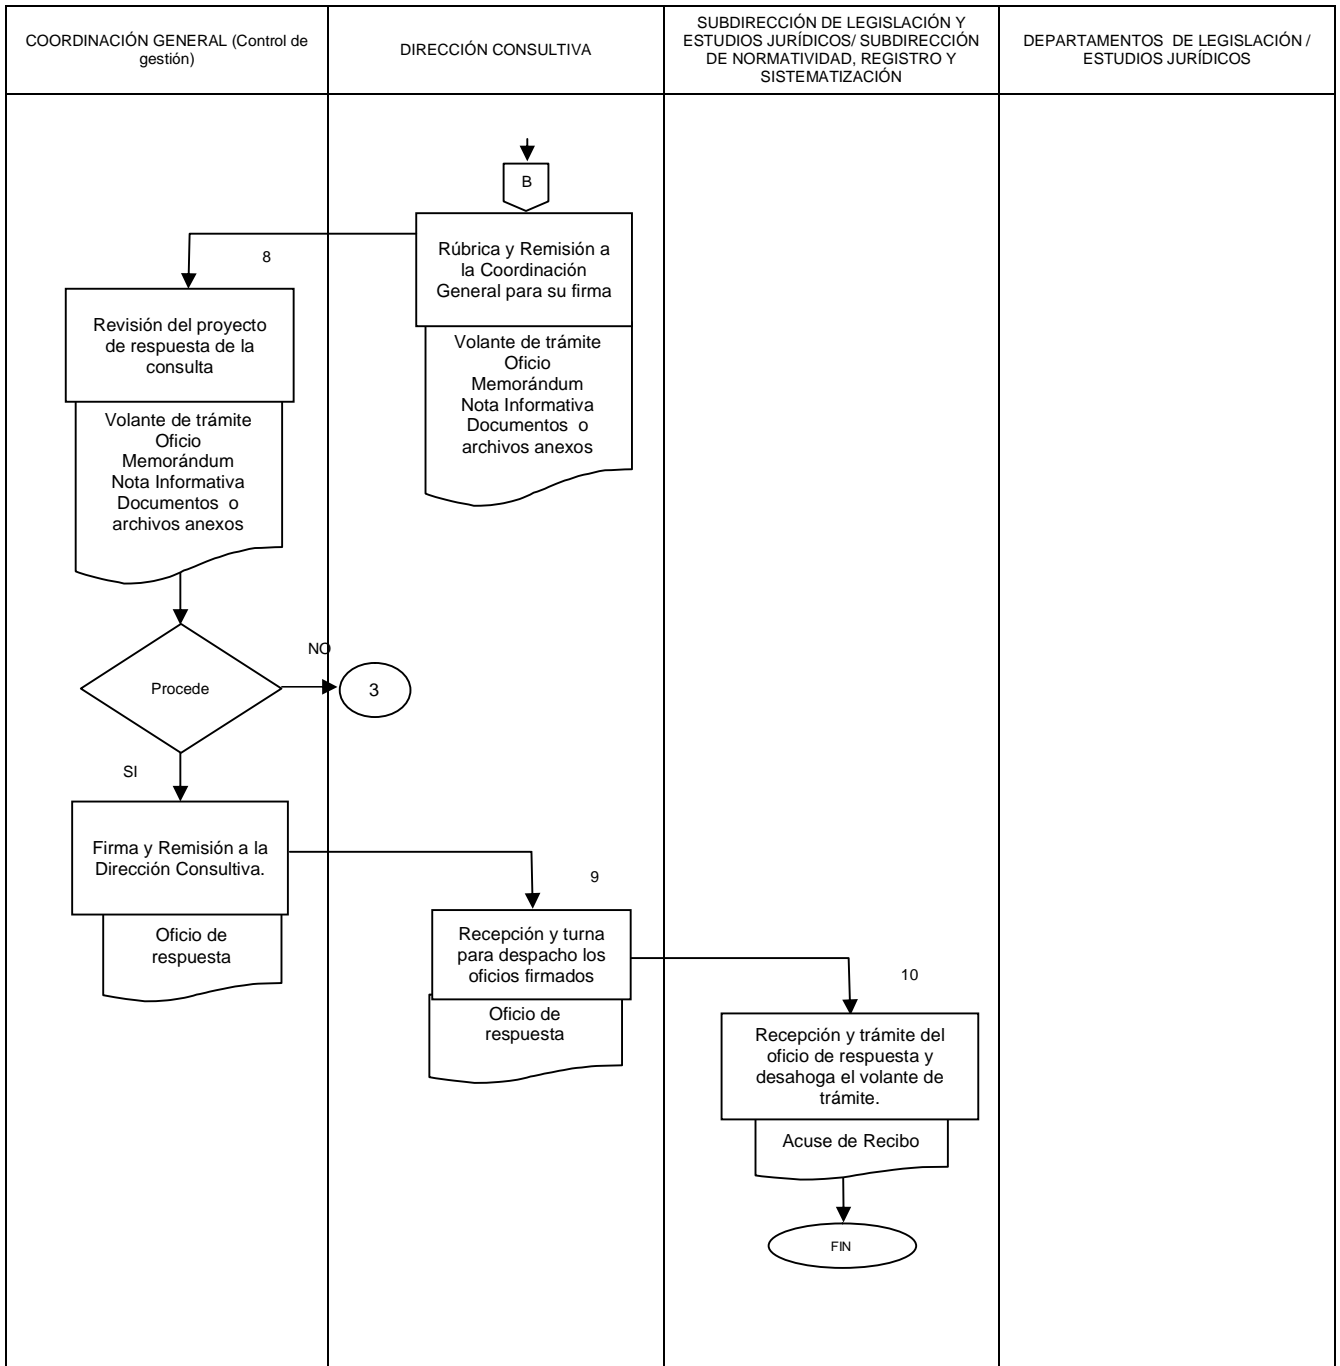 COORDINACIÓN GENERAL (Control de
gestión)
DIRECCIÓN CONSULTIVA
SUBDIRECCIÓN DE LEGISLACIÓN Y
ESTUDIOS JURÍDICOS/ SUBDIRECCIÓN
DE NORMATIVIDAD, REGISTRO Y
SISTEMATIZACIÓN
DEPARTAMENTOS DE LEGISLACIÓN /
ESTUDIOS JURÍDICOS
B
Rúbrica y Remisión a
la Coordinación
General para su firma
Volante de trámite
Oficio
Memorándum
Nota Informativa
Documentos o
archivos anexos
8
Revisión del proyecto
de respuesta de la
consulta
Volante de trámite
Oficio
Memorándum
Nota Informativa
Documentos o
archivos anexos
Procede
NO
3
SI
Firma y Remisión a la
Dirección Consultiva.
Oficio de
respuesta
9
Recepción y turna
para despacho los
oficios firmados
Oficio de
respuesta
10
Recepción y trámite del
oficio de respuesta y
desahoga el volante de
trámite.
Acuse de Recibo
FIN